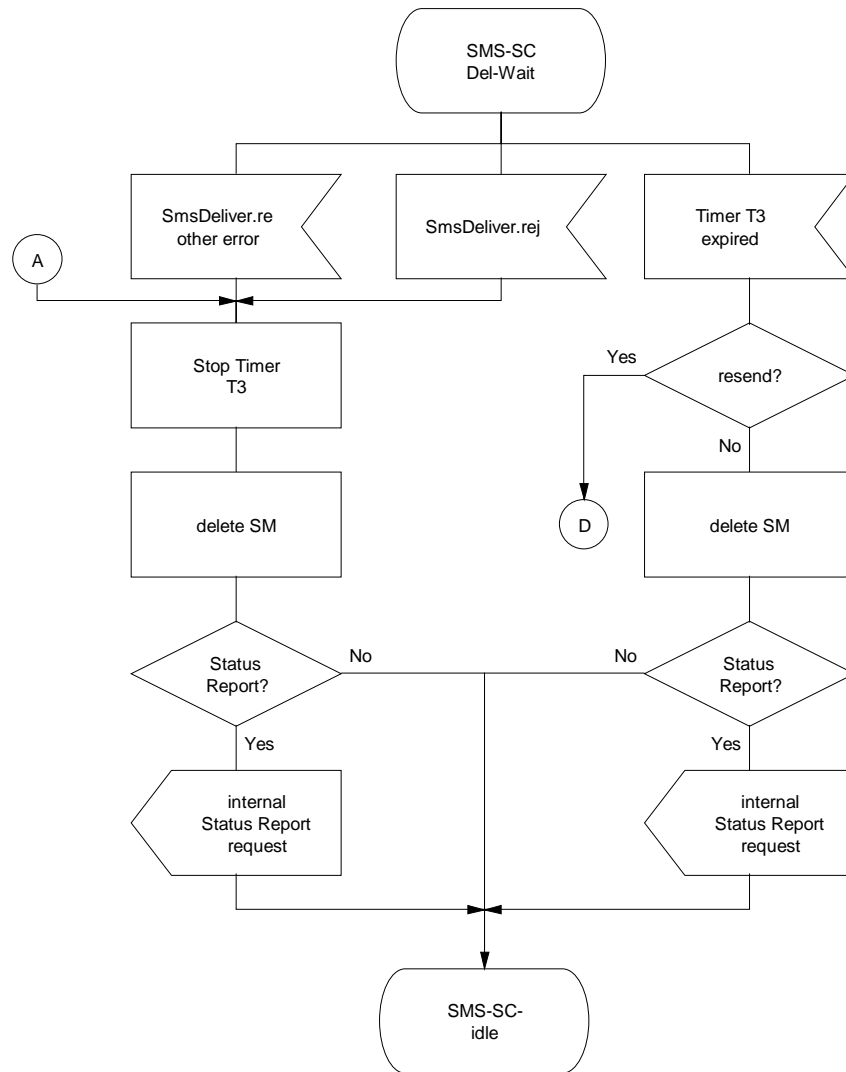 SMS-SC
Del-Wait
SmsDeliver.re
other error
SmsDeliver.rej
Timer T3
expired
A
Stop Timer
T3
Yes
resend?
No
delete SM
D
delete SM
Status
Report?
No
No
Status
Report?
Yes
Yes
internal
Status Report
request
internal
Status Report
request
SMS-SC-
idle